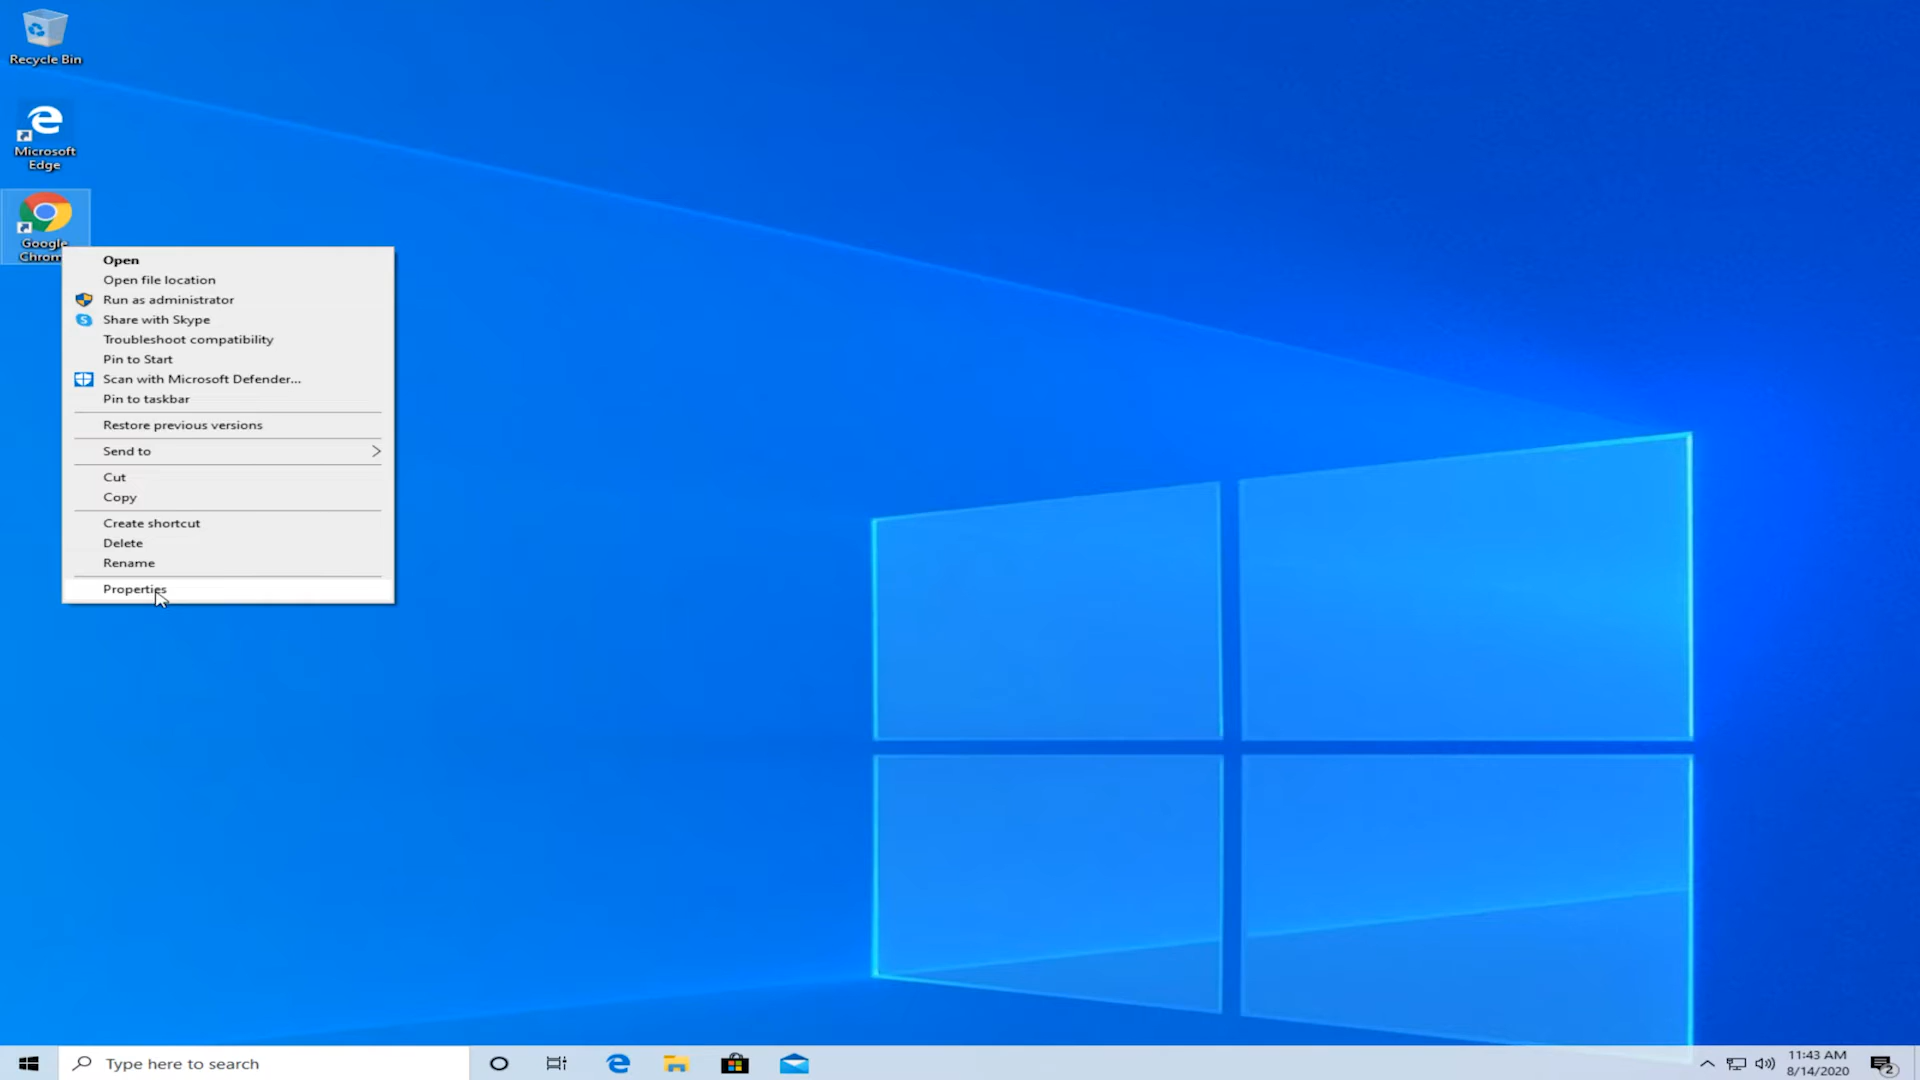 Recycle Bin
Microsoft
Edge
Google
Chrom
Open
Open file location
Run as administrator
Share with Skype
Troubleshoot compatibility
Pin to Start
Scan with Microsoft Defender...
Pin to taskbar
Restore previous versions
Send to
Cut
Copy
Create shortcut
Delete
Rename
Properties
Type here to search
11:43 AM
8/14/2020
2